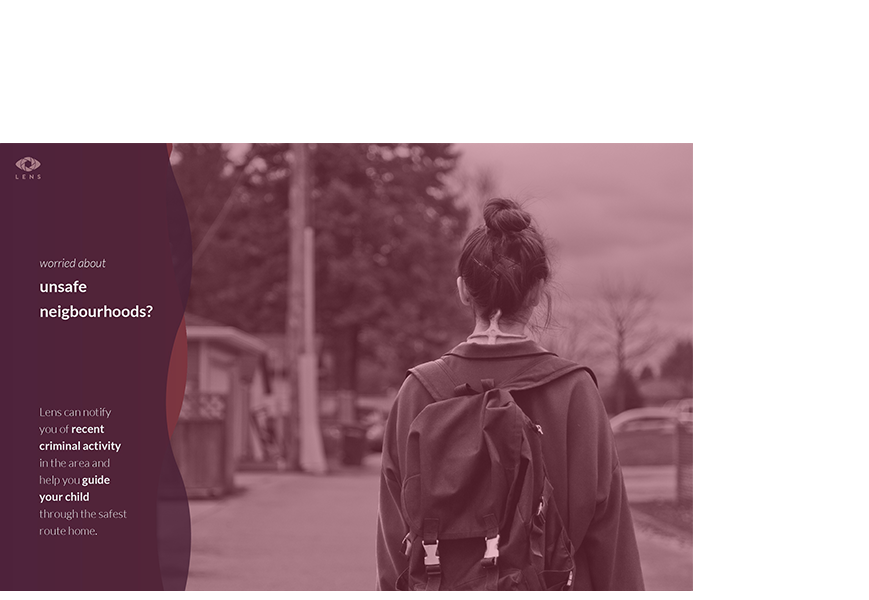 LENS
worried about
unsafe
neigbourhoods?
Lens can notify
you of recent
criminal activity
in the area and
help you guide
your child
through the safest
route home.